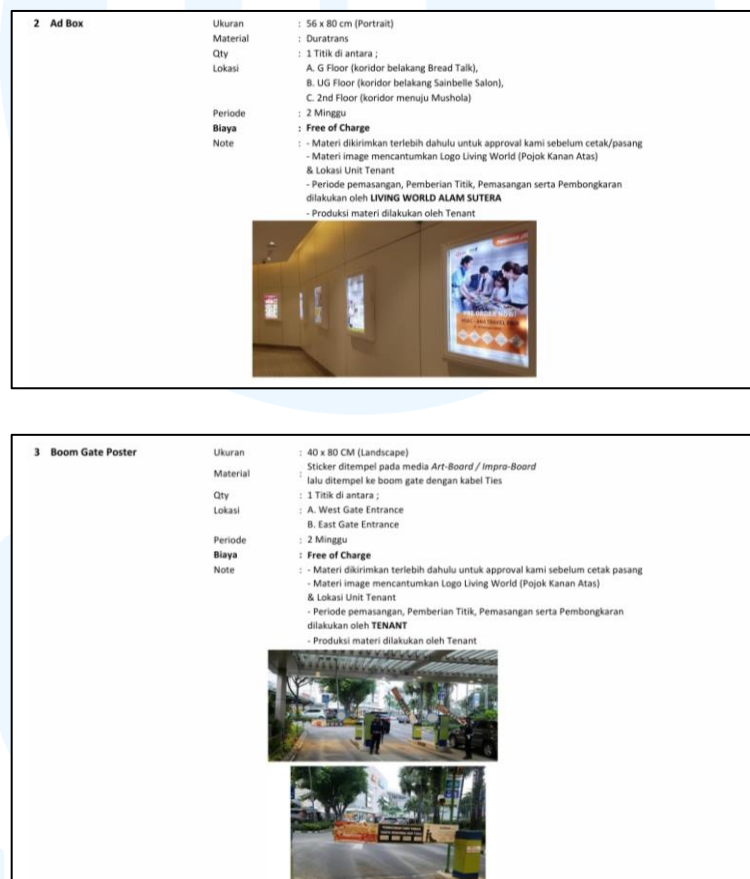 2 Ad Box Ukuran : 56 x 80 cm (Portrait)
Material : Duratrans
Qty : 1 Titik di antara ;
Lokasi A. G Floor (koridor belakang Bread Talk),
B. UG Floor (koridor belakang Sainbelle Salon),
C. 2nd Floor (koridor menuju Mushola)
Periode : 2 Minggu
Biaya : Free of Charge
Note : - Materi dikirimkan terlebih dahulu untuk approval kami sebelum cetak/pasang
- Materi image mencantumkan Logo Living World (Pojok Kanan Atas)
& Lokasi Unit Tenant
- Periode pemasangan, Pemberian Titik, Pemasangan serta Pembongkaran
dilakukan oleh LIVING WORLD ALAM SUTERA
- Produksi materi dilakukan oleh Tenant
PRE ORDER NOW!
3 Boom Gate Poster Ukuran : 40 x 80 CM (Landscape)
Material : Sticker ditempel pada media Art-Board / Impra-Board
lalu ditempel ke boom gate dengan kabel Ties
Qty : 1 Titik di antara ;
Lokasi : A. West Gate Entrance
B. East Gate Entrance
Periode : 2 Minggu
Biaya : Free of Charge
Note : - Materi dikirimkan terlebih dahulu untuk approval kami sebelum cetak pasang
- Materi image mencantumkan Logo Living World (Pojok Kanan Atas)
& Lokasi Unit Tenant
- Periode pemasangan, Pemberian Titik, Pemasangan serta Pembongkaran
dilakukan oleh TENANT
- Produksi materi dilakukan oleh Tenant